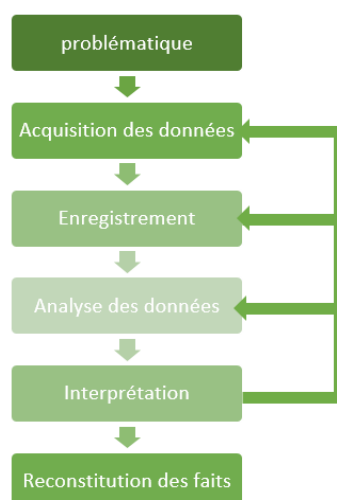 problématique
Acquisition des données
Enregistrement
Analyse des données
Interprétation
Reconstitution des faits